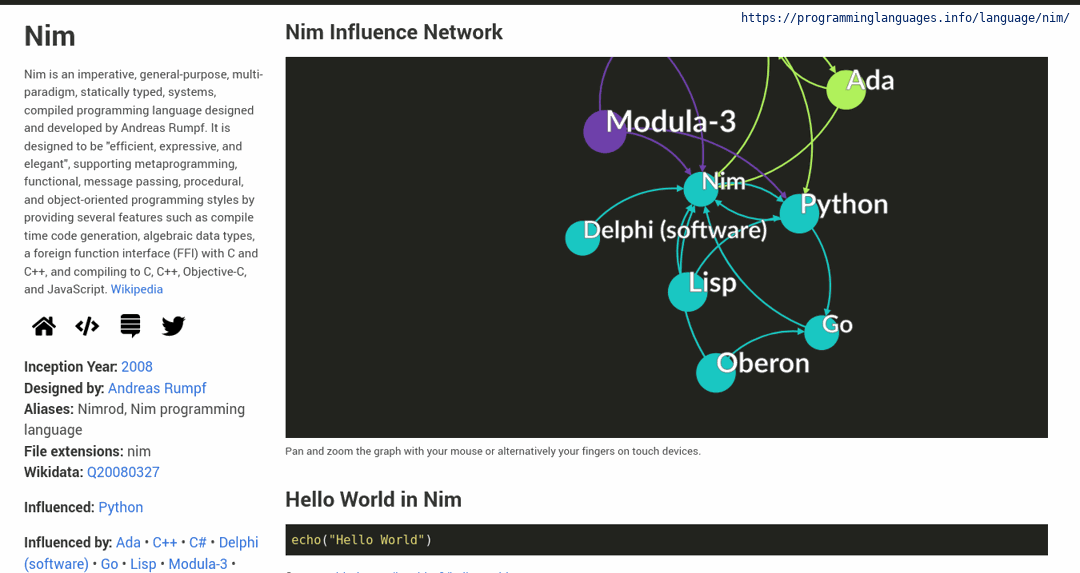 https://programminglanguages.info/language/nim/
Nim
Nim is an imperative, general-purpose, multi-
paradigm, statically typed, systems,
compiled programming language designed
and developed by Andreas Rumpf. It is
designed to be "efficient, expressive, and
elegant", supporting metaprogramming,
functional, message passing, procedural,
and object-oriented programming styles by
providing several features such as compile
time code generation, algebraic data types,
a foreign function interface (FFI) with C and
C++, and compiling to C, C++, Objective-C,
and JavaScript. Wikipedia
Inception Year: 2008
Designed by: Andreas Rumpf
Aliases: Nimrod, Nim programming
language
File extensions: nim
Wikidata: Q20080327
Influenced: Python
Influenced by: Ada • C++ • C# • Delphi
(software) • Go • Lisp • Modula-3 •
Nim Influence Network
Ada
Modula-3
Nim
Python
Delphi (software)
Lisp
Go
Oberon
Pan and zoom the graph with your mouse or alternatively your fingers on touch devices.
Hello World in Nim
echo("Hello World")